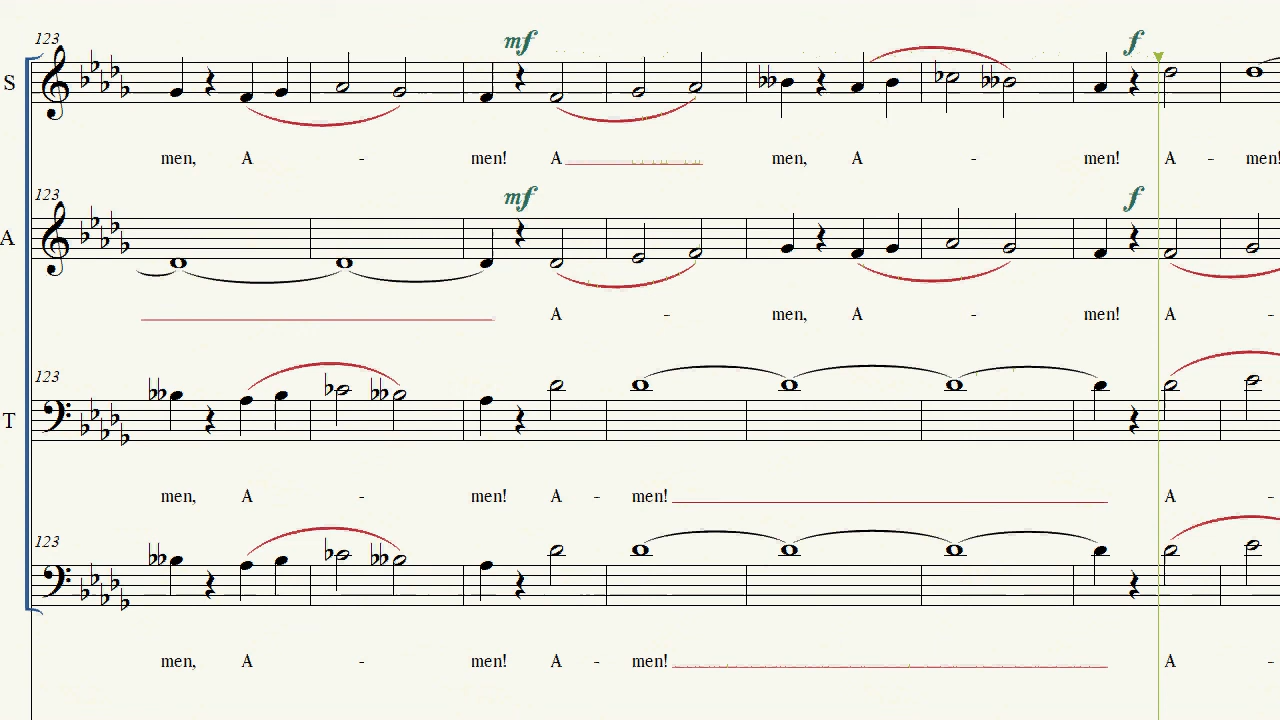 123
mf
f
S
men, A - men! A men, A - men! A - men!
123
mf
f
A
A - men, A - men! A -
123
T
men, A - men! A - men! A -
123
men, A - men! A - men! A -